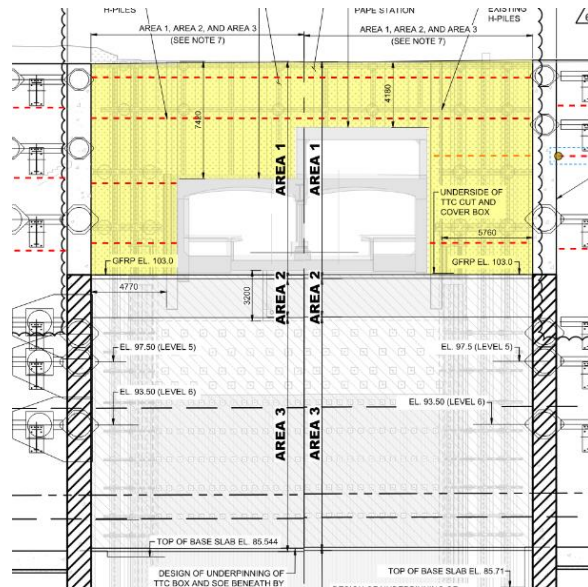 H-PILES
PAPE STATION
EXISTING
H-PILES
AREA 1, AREA 2, AND AREA 3
(SEE NOTE 7)
AREA 1, AREA 2, AND AREA 3
(SEE NOTE 7)
4180
AREA 1
AREA 1
UNDERSIDE OF
TTC CUT AND
COVER BOX
5760
GFRP EL. 103.0
GFRP EL. 103.0
4770
3200
AREA 2
AREA 2
EL. 97.50 (LEVEL 5)
EL. 97.5 (LEVEL 5)
EL. 93.50 (LEVEL 6)
EL. 93.50 (LEVEL 6)
AREA 3
AREA 3
TOP OF BASE SLAB EL. 85.544
DESIGN OF UNDERPINNING OF
TTC BOX AND SOE BENEATH BY
TOP OF BASE SLAB EL. 85.71